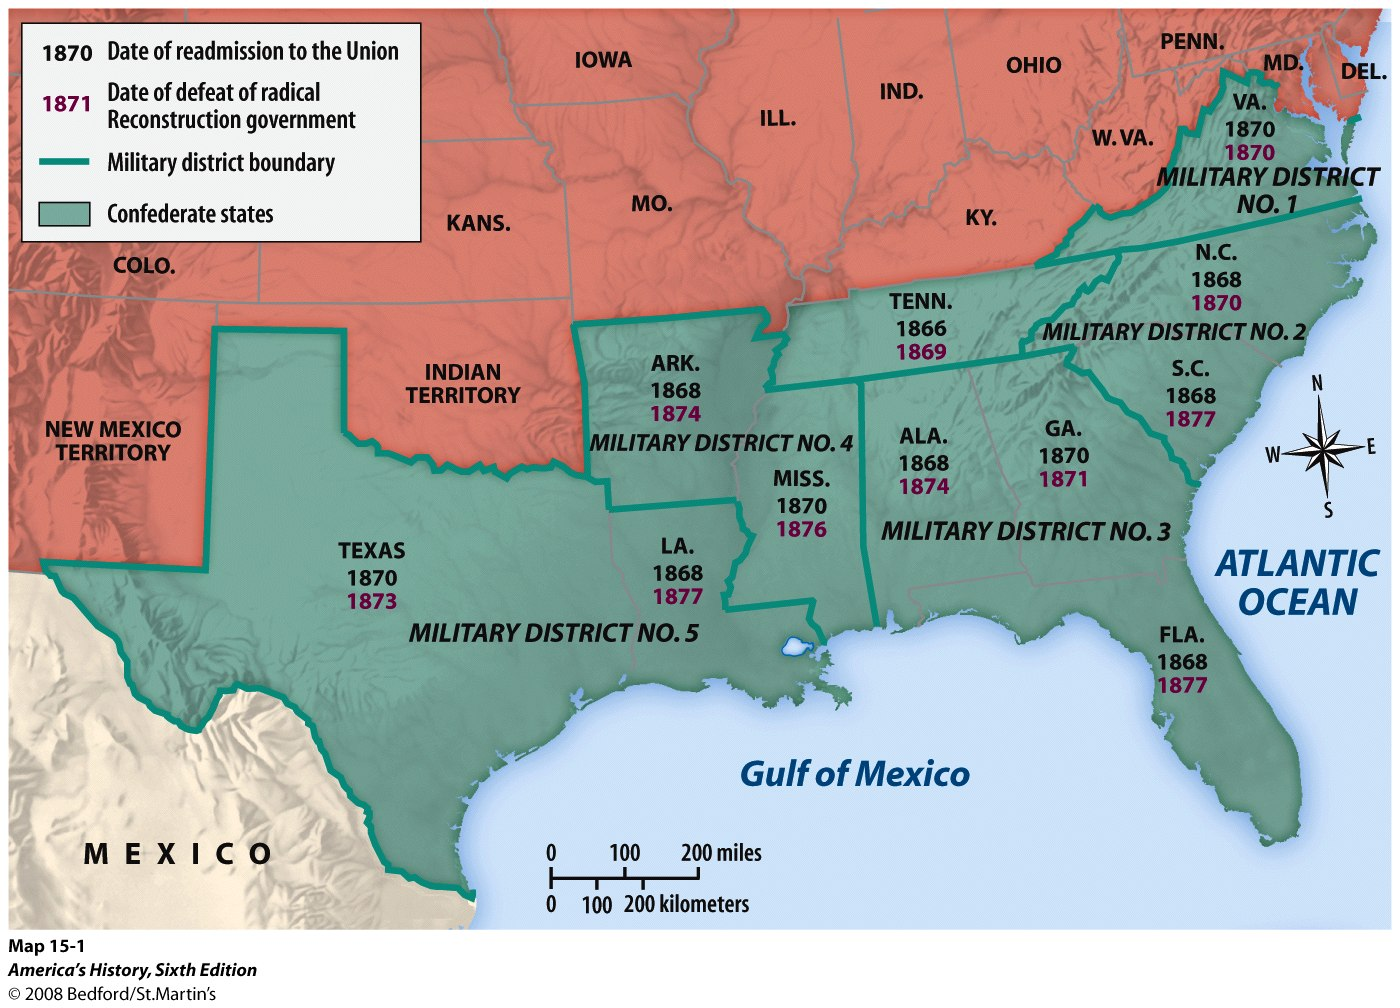 1870 Date of readmission to the Union
1871 Date of defeat of radical
Reconstruction government
Military district boundary
Confederate states
IOWA
ILL.
IND.
OHIO
PENN.
MD.
DEL.
W. VA.
KANS.
MO.
KY.
COLO.
VA.
1870
1870
MILITARY DISTRICT
NO. 1
N.C.
1868
1870
MILITARY DISTRICT NO. 2
S.C.
1868
1877
TENN.
1866
1869
ARK.
1868
1874
MILITARY DISTRICT NO. 4
MISS.
1870
1876
ALA.
1868
1874
GA.
1870
1871
MILITARY DISTRICT NO. 3
FLA.
1868
1877
INDIAN
TERRITORY
NEW MEXICO
TERRITORY
TEXAS
1870
1873
LA.
1868
1877
MILITARY DISTRICT NO. 5
N
W E
S
ATLANTIC
OCEAN
Gulf of Mexico
MEXICO
0 100 200 miles
0 100 200 kilometers
Map 15-1
America's History, Sixth Edition
© 2008 Bedford/St.Martin's